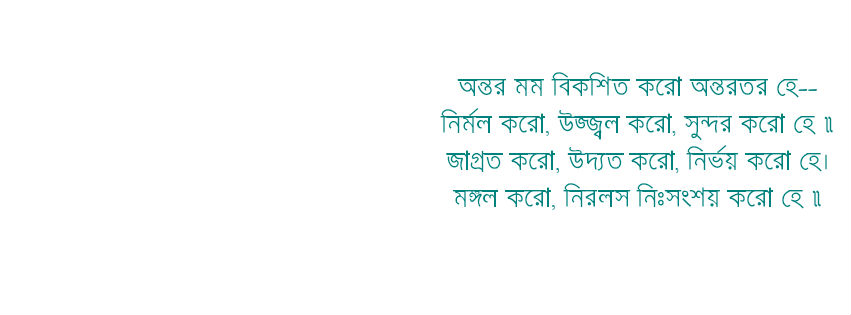 অন্তর মম বিকশিত করো অন্তরতর হে--
নির্মল করো, উজ্জ্বল করো, সুন্দর করো হে ॥
জাগ্রত করো, উদ্যত করো, নির্ভয় করো হে।
মঙ্গল করো, নিরলস নিঃসংশয় করো হে ॥